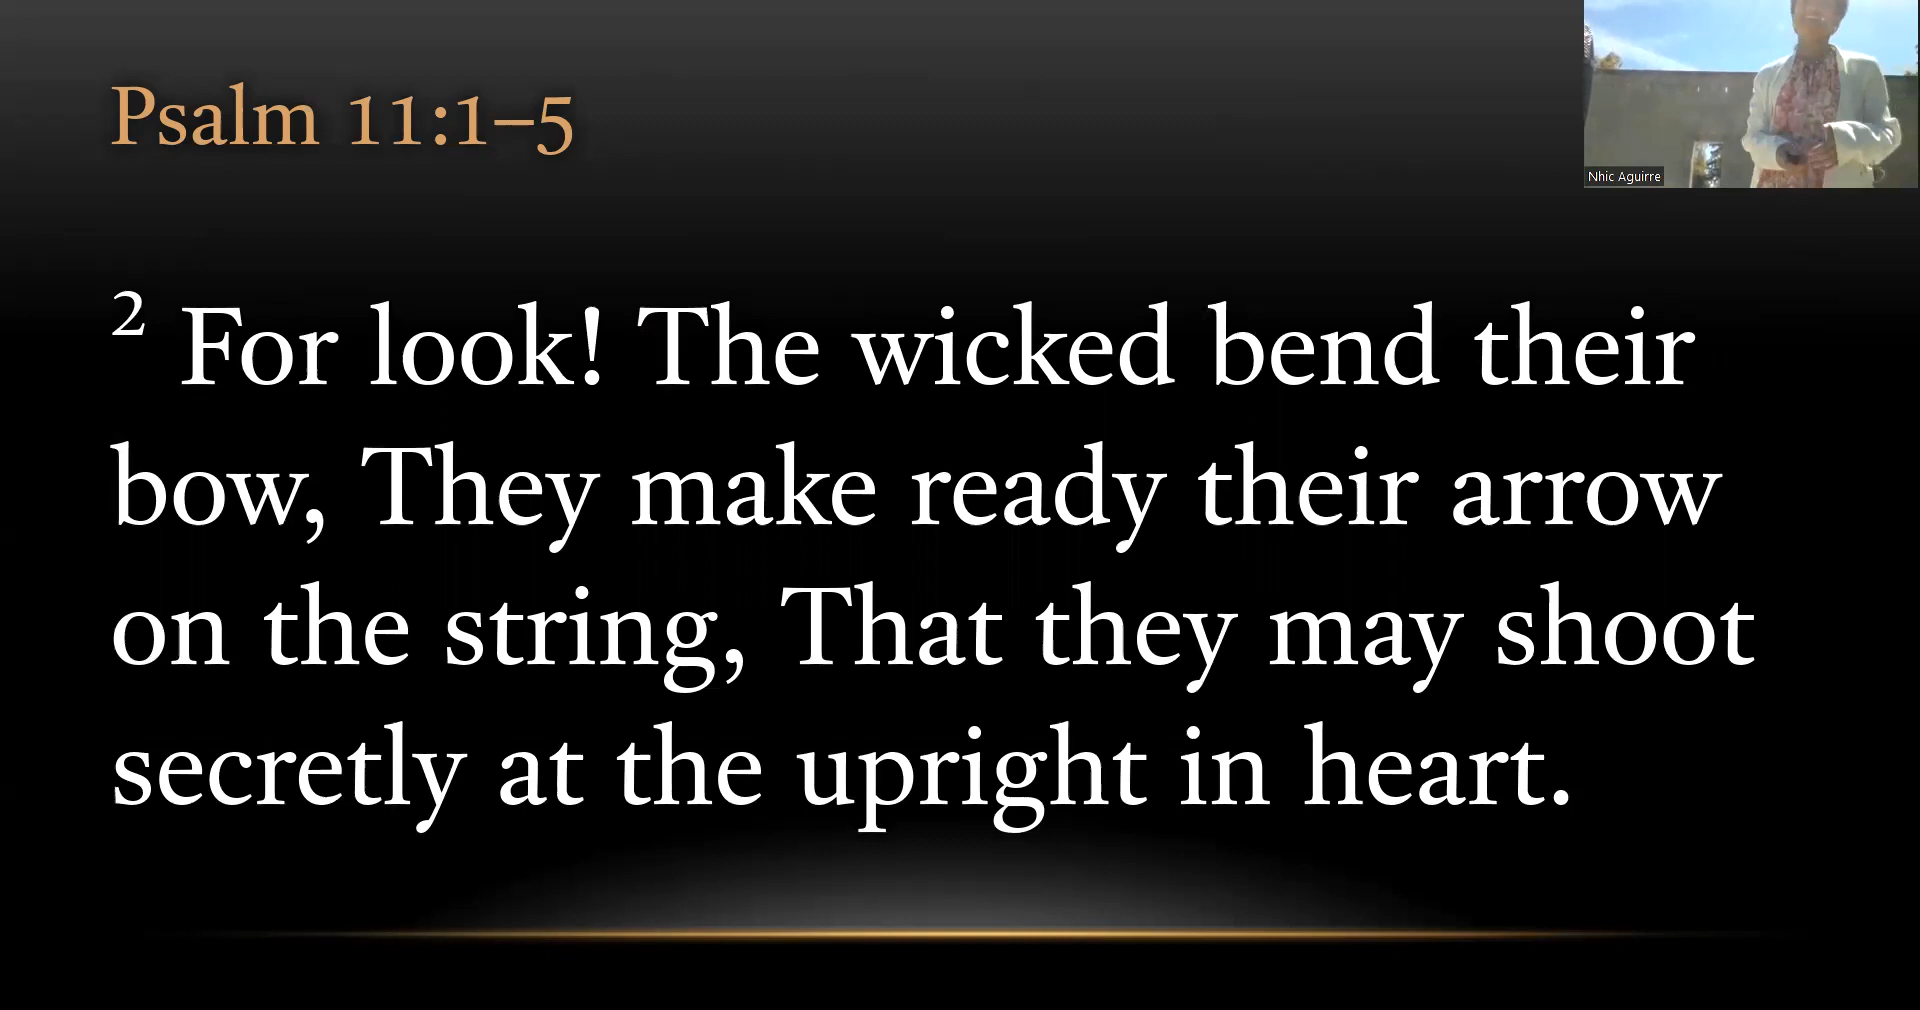 Psalm 11:1–5
Nhic Aguirre
2 For look! The wicked bend their
bow, They make ready their arrow
on the string, That they may shoot
secretly at the upright in heart.